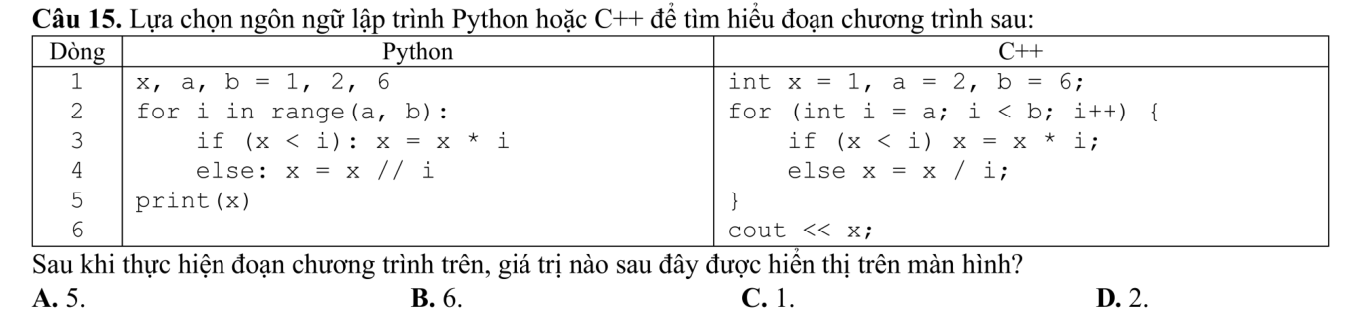 Câu 15. Lựa chọn ngôn ngữ lập trình Python hoặc C++ để tìm hiểu đoạn chương trình sau:
Dòng Python C++
1 x, a, b = 1, 2, 6 int x = 1, a = 2, b = 6;
2 for i in range(a, b): for (int i = a; i < b; i++) {
3 if (x < i): x = x * i if (x < i) x = x * i;
4 else: x = x // i else x = x / i;
5 print(x) }
6 cout << x;
Sau khi thực hiện đoạn chương trình trên, giá trị nào sau đây được hiển thị trên màn hình?
A. 5. B. 6. C. 1. D. 2.